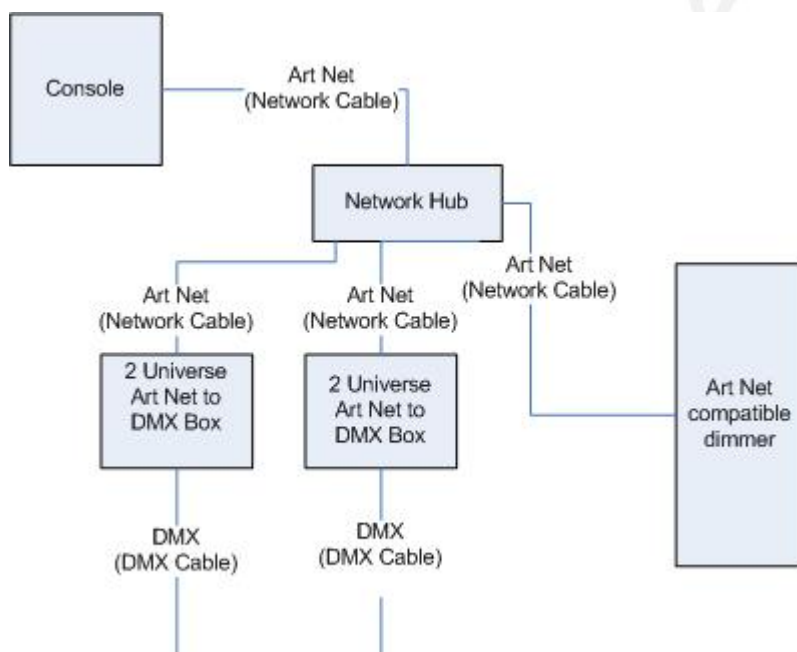 Console
Art Net
(Network Cable)
Network Hub
Art Net
(Network Cable)
Art Net
(Network Cable)
Art Net
(Network Cable)
2 Universe
Art Net to
DMX Box
2 Universe
Art Net to
DMX Box
Art Net
compatible
dimmer
DMX
(DMX Cable)
DMX
(DMX Cable)